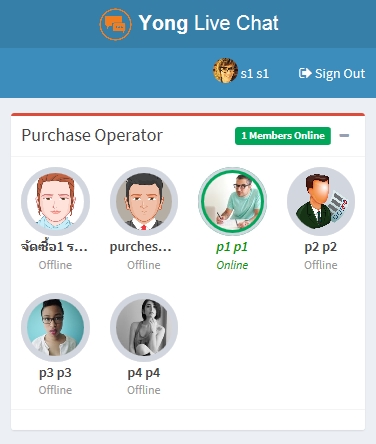 Yong Live Chat
s1 s1 Sign Out
Purchase Operator 1 Members Online
จัดซื้อ1 ร... purches... p1 p1 p2 p2
Offline Offline Online Offline
p3 p3 p4 p4
Offline Offline